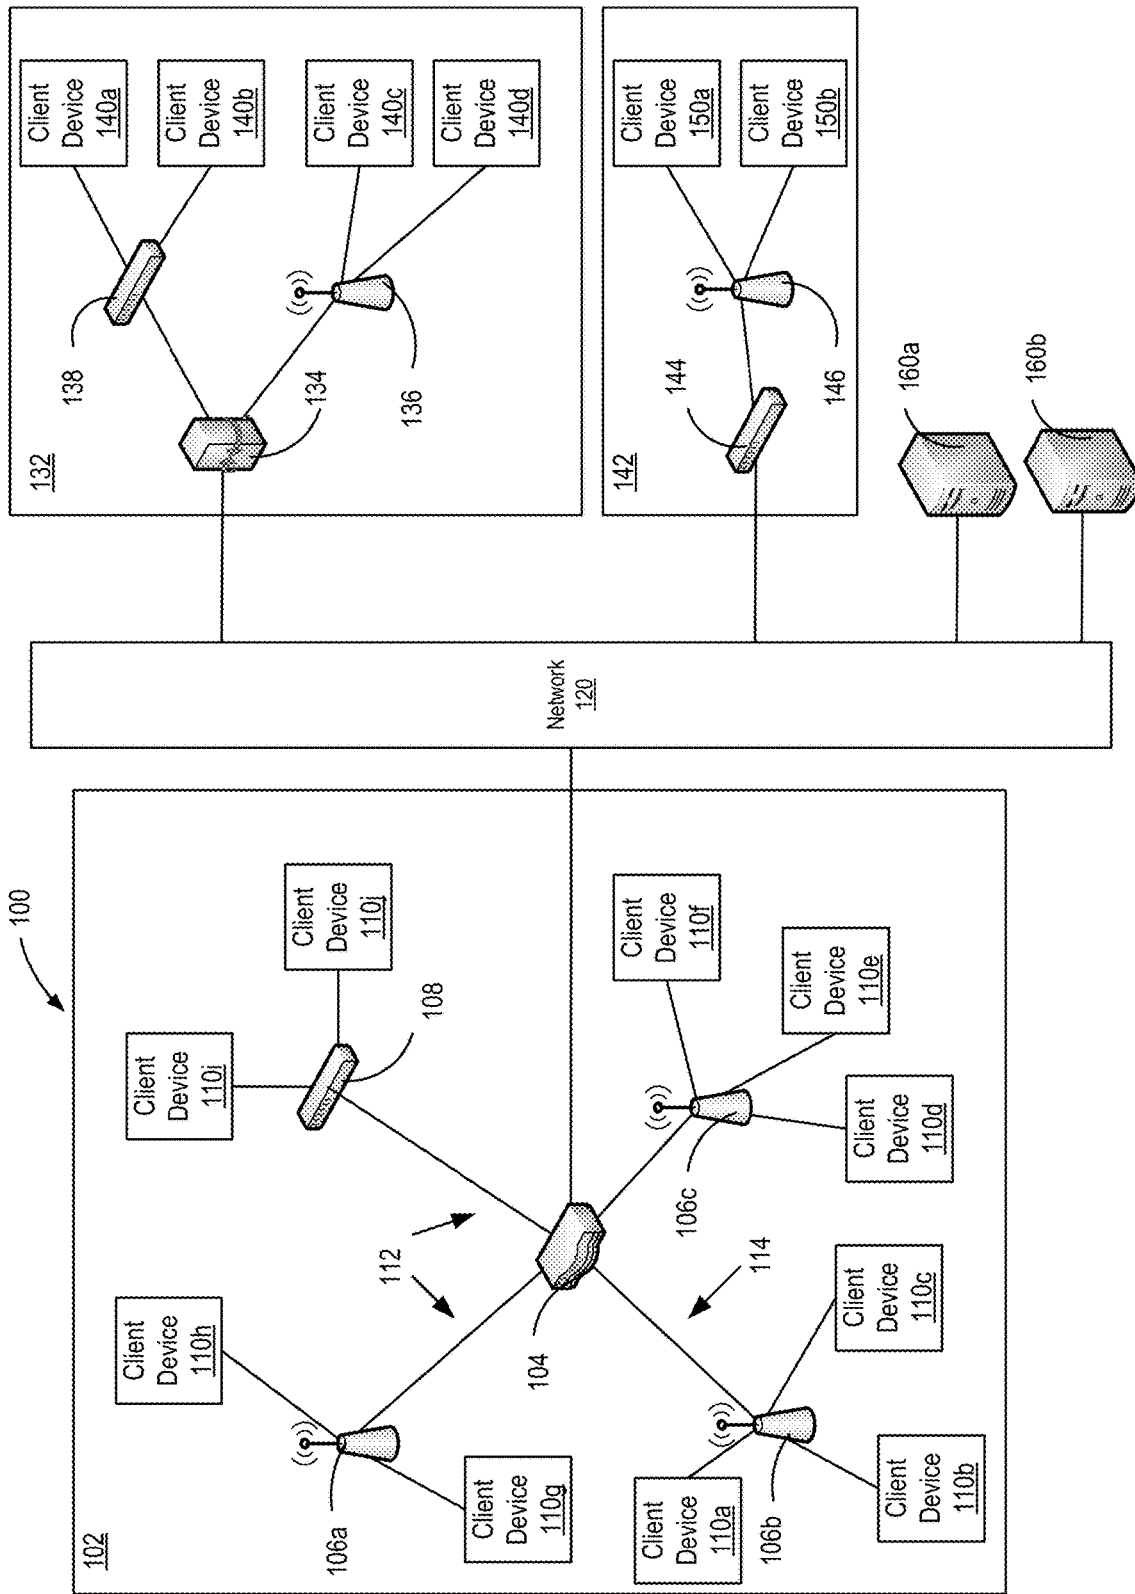 100
102
106a
Client
Device
110h
Client
Device
110g
112
104
Client
Device
110i
Client
Device
110j
108
Client
Device
110a
106b
Client
Device
110b
Client
Device
110c
114
106c
Client
Device
110d
Client
Device
110e
Client
Device
110f
Network
120
132
134
138
136
Client
Device
140a
Client
Device
140b
Client
Device
140c
Client
Device
140d
142
144
146
Client
Device
150a
Client
Device
150b
160a
160b